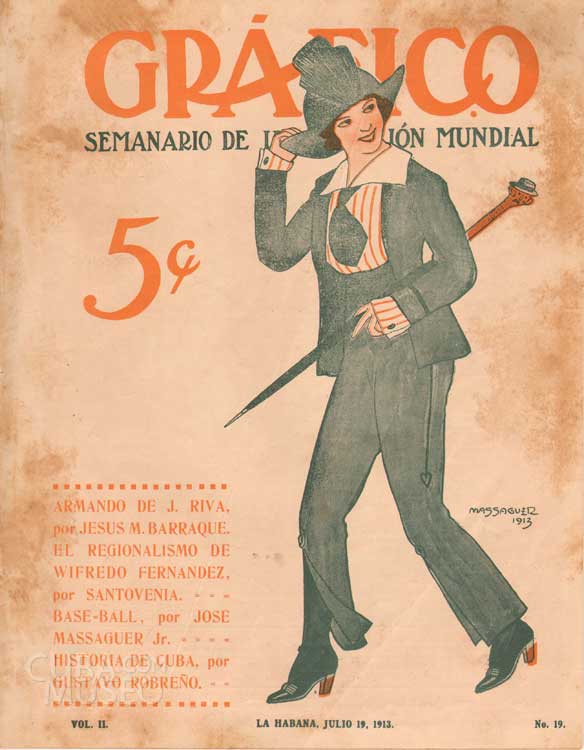 GRÁFICO
SEMANARIO DE IÓN MUNDIAL
5¢
ARMANDO DE J. RIVA,
por JESUS M. BARRAQUE.
EL REGIONALISMO DE
WIFREDO FERNANDEZ,
por SANTOVENIA. - - -
BASE-BALL, por JOSE
MASSAGUER Jr. - - - -
HISTORIA DE CUBA, por
GUSTAVO ROBREÑO. - -
MASSAGUER
1913
MUSEO
VOL. II. LA HABANA, JULIO 19, 1913. No. 19.